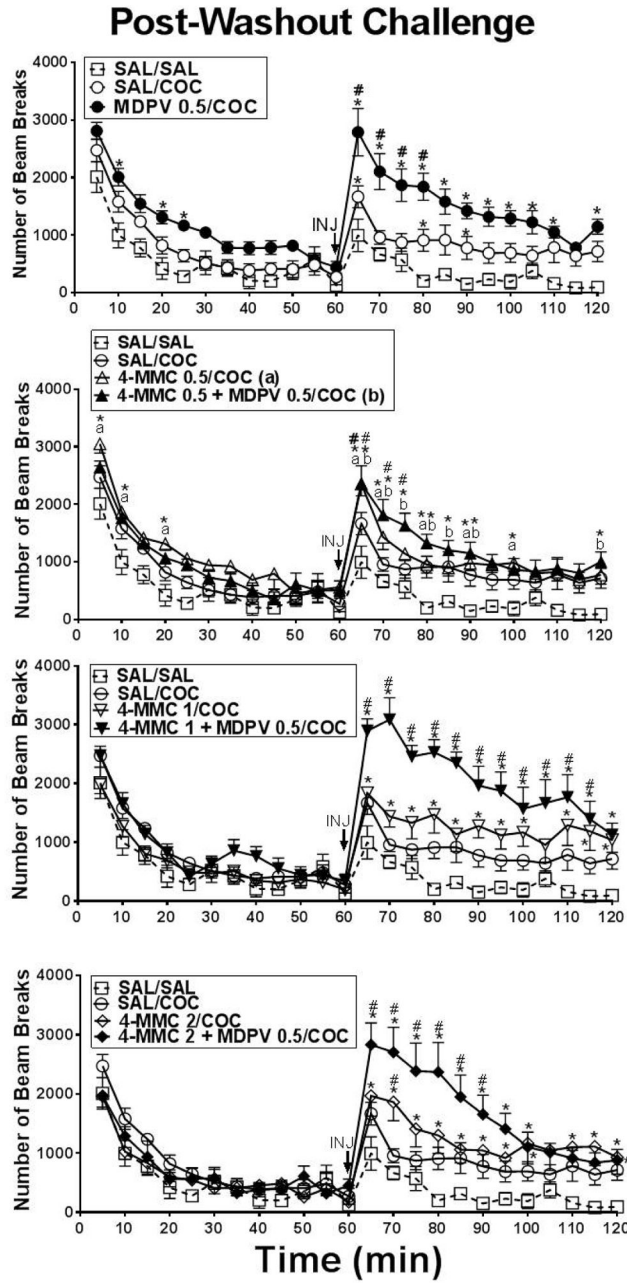 Post-Washout Challenge
Number of Beam Breaks
SAL/SAL
SAL/COC
MDPV 0.5/COC
4000
3000
2000
1000
0
INJ
# # # #
* * * * * * * * * * * * * * * * * *
0 10 20 30 40 50 60 70 80 90 100 110 120
Number of Beam Breaks
SAL/SAL
SAL/COC
4-MMC 0.5/COC (a)
4-MMC 0.5 + MDPV 0.5/COC (b)
4000
3000
2000
1000
0
INJ
0 10 20 30 40 50 60 70 80 90 100 110 120
Number of Beam Breaks
SAL/SAL
SAL/COC
4-MMC 1/COC
4-MMC 1 + MDPV 0.5/COC
4000
3000
2000
1000
0
INJ
0 10 20 30 40 50 60 70 80 90 100 110 120
Number of Beam Breaks
SAL/SAL
SAL/COC
4-MMC 2/COC
4-MMC 2 + MDPV 0.5/COC
4000
3000
2000
1000
0
INJ
0 10 20 30 40 50 60 70 80 90 100 110 120
Time (min)